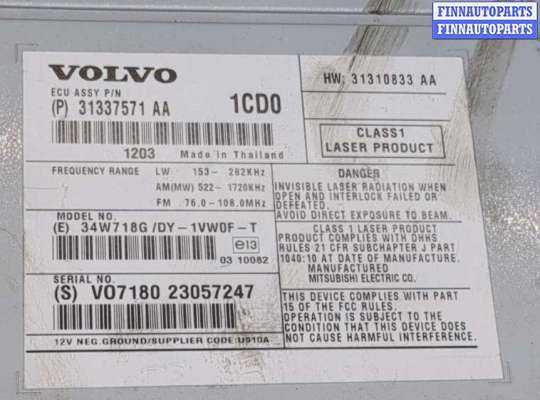 FINNAUTOPARTS
FINNAUTOPARTS
VOLVO
ECU ASSY P/N
(P) 31337571 AA 1CD0
1203 Made in Thailand
FREQUENCY RANGE LW 153- 282KHz
AM(MW) 522- 1720KHz
FM 76.0-108.0MHz
MODEL NO.
(E) 34W718G/DY-1VW0F-T
e13
03 10082
SERIAL NO.
(S) VO7180 23057247
12V NEG.GROUND/SUPPLIER CODE:U910A
HW: 31310833 AA
CLASS1
LASER PRODUCT
DANGER
INVISIBLE LASER RADIATION WHEN
OPEN AND INTERLOCK FAILED OR
DEFEATED.
AVOID DIRECT EXPOSURE TO BEAM.
CLASS 1 LASER PRODUCT
PRODUCT COMPLIES WITH DHHS
RULES 21 CFR SUBCHAPTER J PART
1040:10 AT DATE OF MANUFACTURE.
MANUFACTURED
MITSUBISHI ELECTRIC CO.
THIS DEVICE COMPLIES WITH PART
15 OF THE FCC RULES.
OPERATION IS SUBJECT TO THE
CONDITION THAT THIS DEVICE DOES
NOT CAUSE HARMFUL INTERFERENCE.